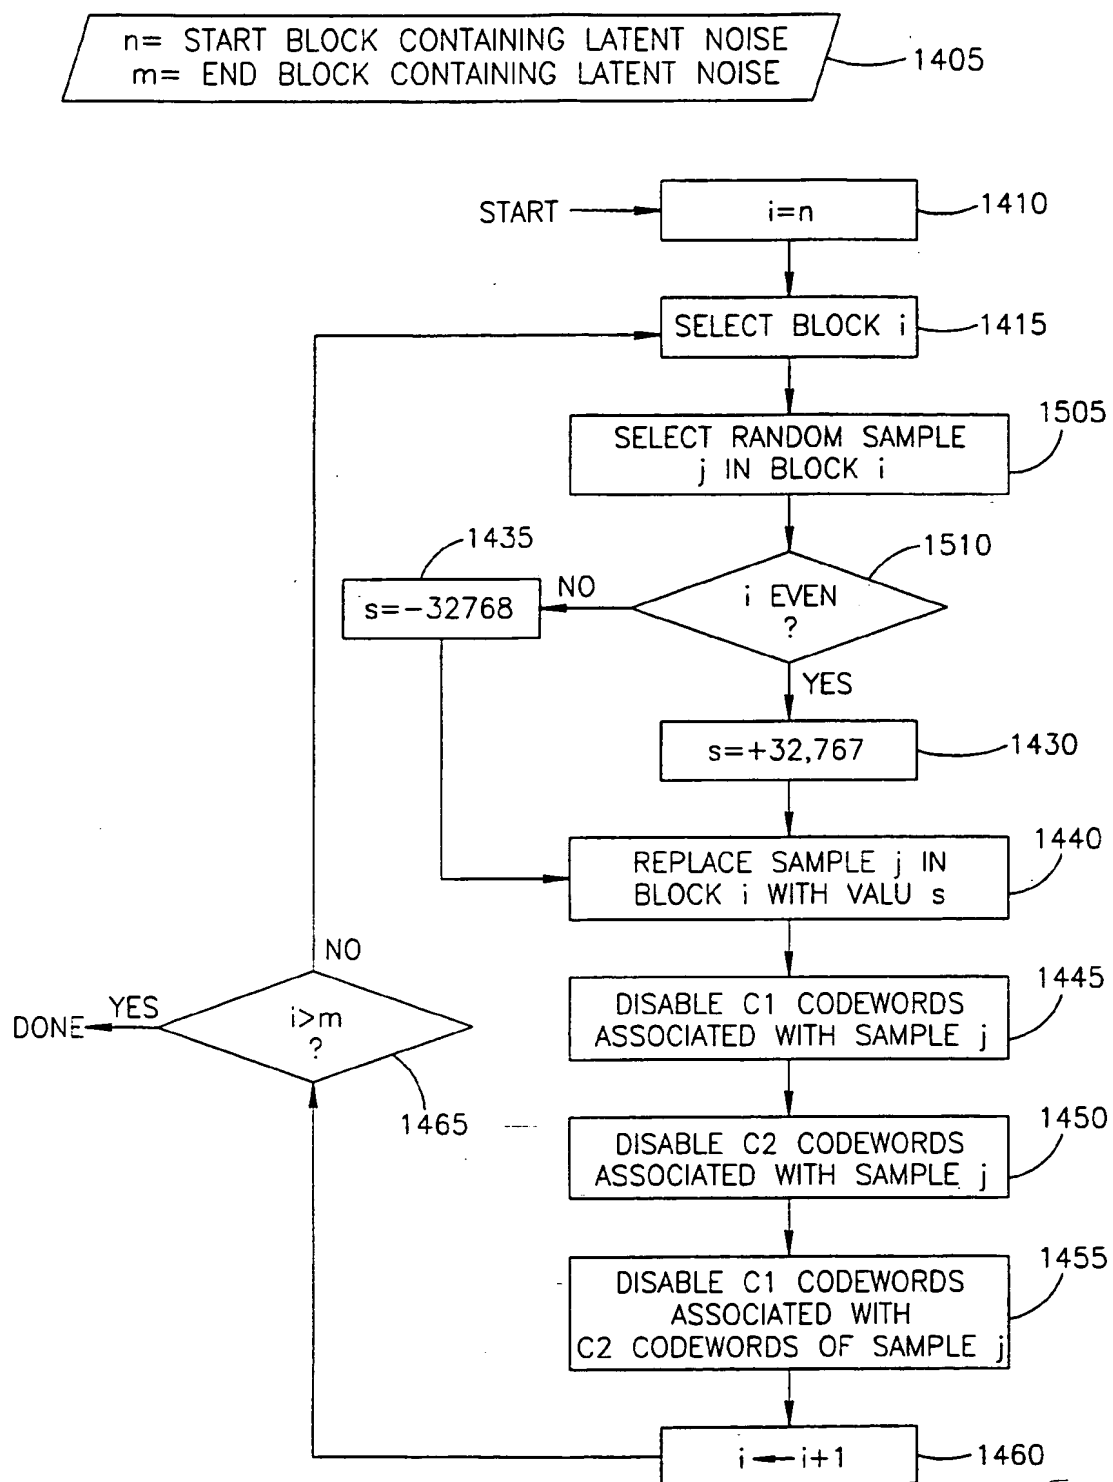 n= START BLOCK CONTAINING LATENT NOISE
m= END BLOCK CONTAINING LATENT NOISE
1405
START
i=n
1410
SELECT BLOCK i
1415
SELECT RANDOM SAMPLE
j IN BLOCK i
1505
i EVEN
?
1510
NO
s=-32768
1435
YES
s=+32,767
1430
REPLACE SAMPLE j IN
BLOCK i WITH VALU s
1440
DISABLE C1 CODEWORDS
ASSOCIATED WITH SAMPLE j
1445
DISABLE C2 CODEWORDS
ASSOCIATED WITH SAMPLE j
1450
DISABLE C1 CODEWORDS
ASSOCIATED WITH
C2 CODEWORDS OF SAMPLE j
1455
i←i+1
1460
i>m
?
1465
NO
YES
DONE